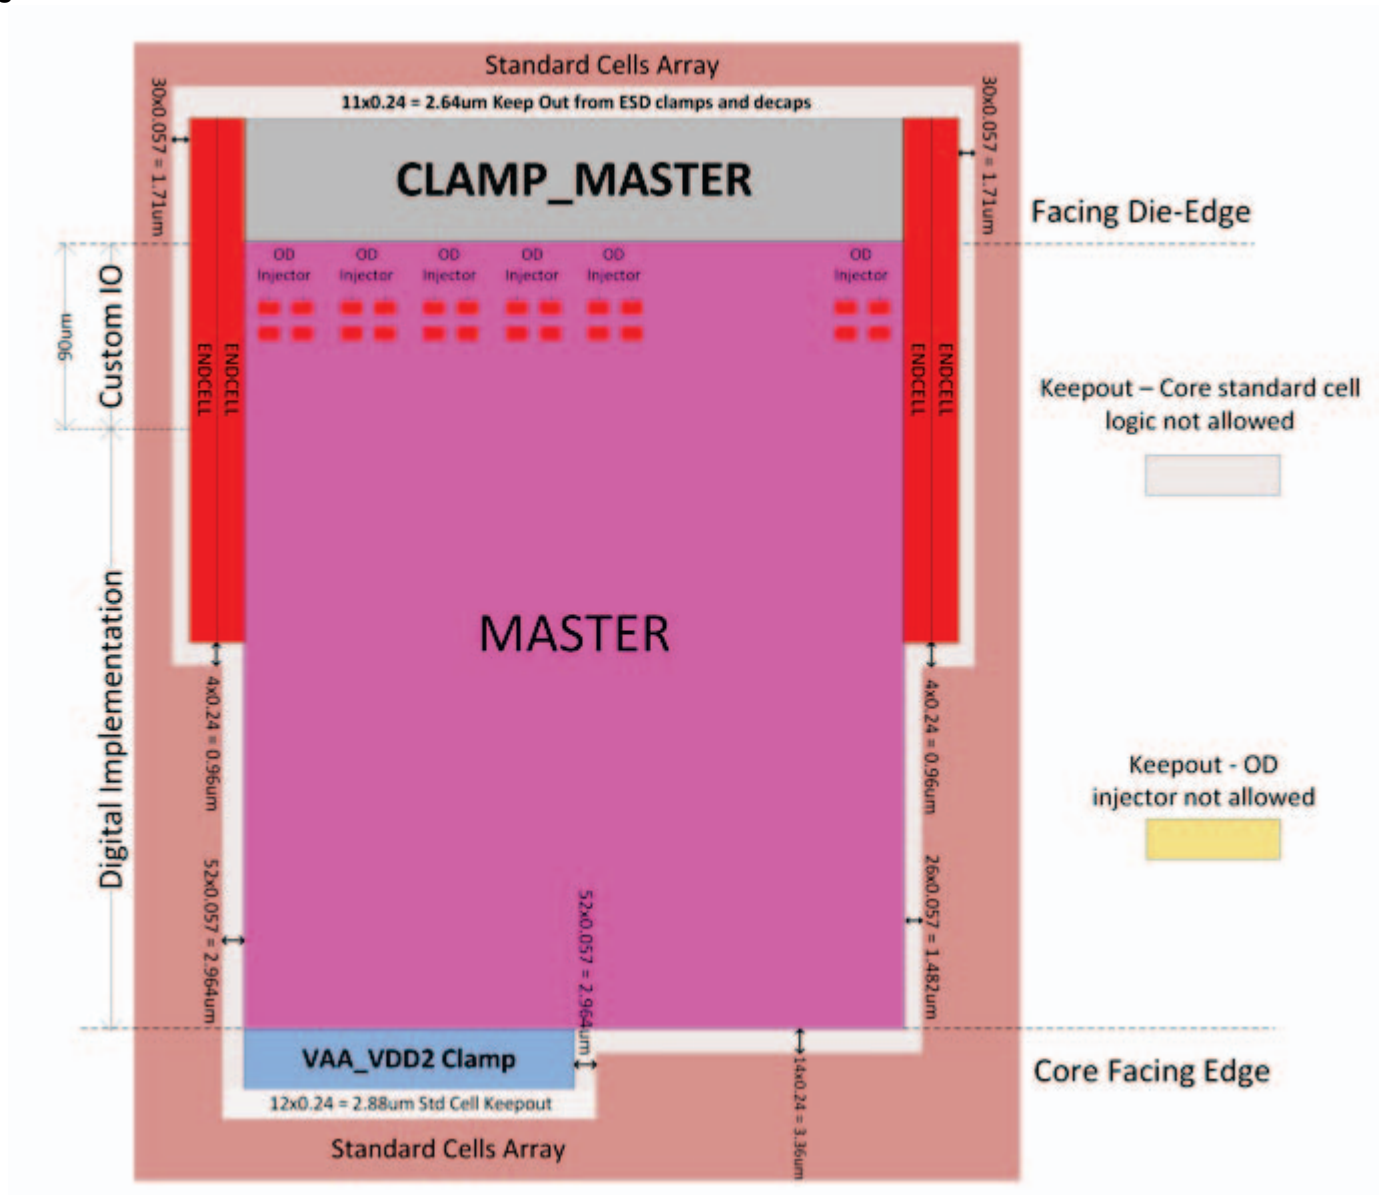 Standard Cells Array
11x0.24 = 2.64um Keep Out from ESD clamps and decaps
30x0.057 = 1.71um
30x0.057 = 1.71um
CLAMP_MASTER
Facing Die-Edge
OD
Injector
OD
Injector
OD
Injector
OD
Injector
OD
Injector
OD
Injector
90um
Custom IO
ENDCELL
ENDCELL
ENDCELL
ENDCELL
Keepout – Core standard cell
logic not allowed
MASTER
Digital Implementation
4x0.24 = 0.96um
4x0.24 = 0.96um
Keepout - OD
injector not allowed
52x0.057 = 2.964um
52x0.057 = 2.964um
26x0.057 = 1.482um
VAA_VDD2 Clamp
14x0.24 = 3.36um
Core Facing Edge
12x0.24 = 2.88um Std Cell Keepout
Standard Cells Array